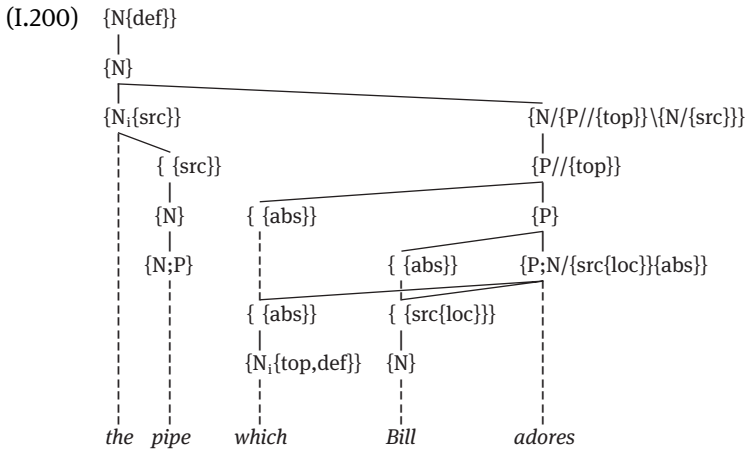 (I.200) {N{def}}
{N}
{Nᵢ{src}} {N/{P//{top}}\{N/{src}}}
{ {src}} {P//{top}}
{N} { {abs}} {P}
{N;P} { {abs}} {P;N/{src{loc}}{abs}}
{ {abs}} { {src{loc}}}
{Nᵢ{top,def}} {N}
the pipe which Bill adores